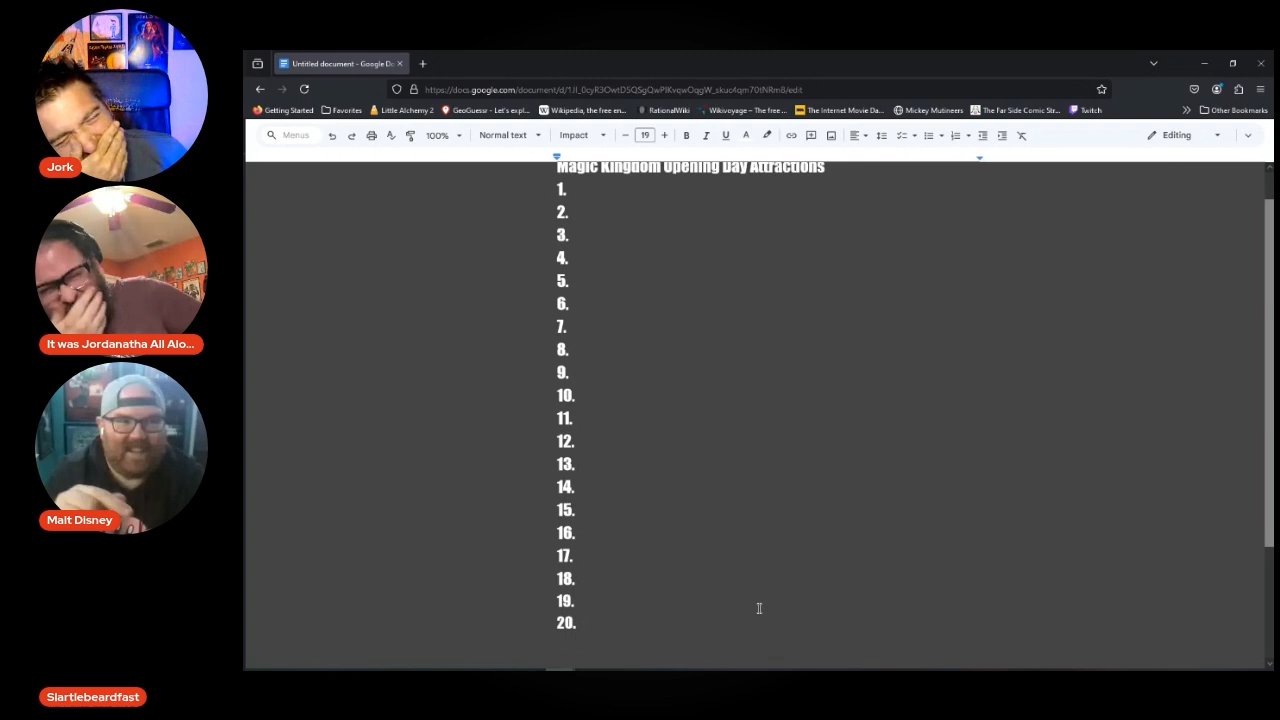 Jork
It was Jordanatha All Alo...
Malt Disney
Slartlebeardfast
Untitled document - Google Do
Getting Started
Favorites
Little Alchemy 2
GeoGuessr - Let's expl...
Wikipedia, the free en...
RationalWiki
Wikivoyage – The free...
The Internet Movie Da...
Mickey Mutineers
The Far Side Comic Str...
Twitch
Other Bookmarks
Menus
100%
Normal text
Impact
19
Editing
Magic Kingdom Opening Day Attractions
1.
2.
3.
4.
5.
6.
7.
8.
9.
10.
11.
12.
13.
14.
15.
16.
17.
18.
19.
20.